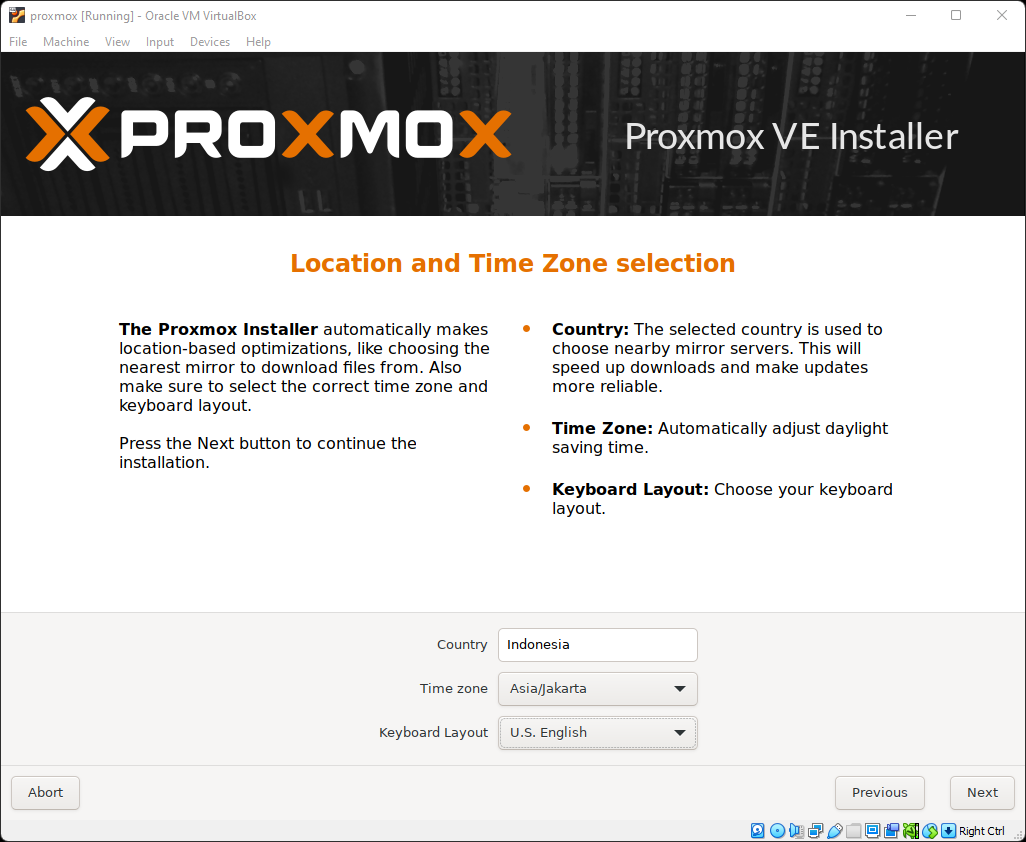 proxmox [Running] - Oracle VM VirtualBox
File Machine View Input Devices Help
PROXMOX
Proxmox VE Installer
Location and Time Zone selection
The Proxmox Installer automatically makes
location-based optimizations, like choosing the
nearest mirror to download files from. Also
make sure to select the correct time zone and
keyboard layout.
Press the Next button to continue the
installation.
Country: The selected country is used to
choose nearby mirror servers. This will
speed up downloads and make updates
more reliable.
Time Zone: Automatically adjust daylight
saving time.
Keyboard Layout: Choose your keyboard
layout.
Country Indonesia
Time zone Asia/Jakarta
Keyboard Layout U.S. English
Abort Previous Next
Right Ctrl